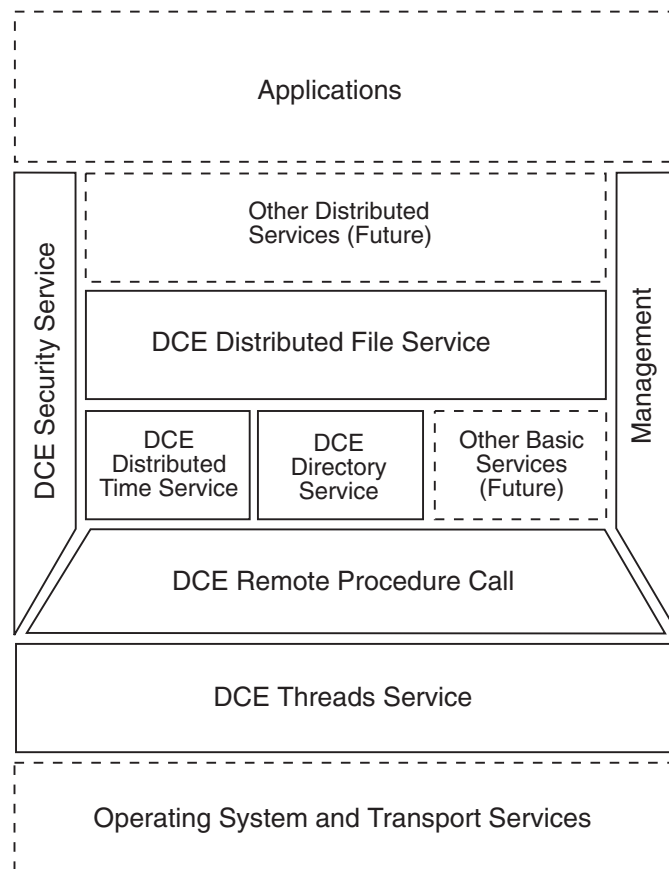 Applications
Other Distributed
Services (Future)
DCE Security Service
Management
DCE Distributed File Service
DCE
Distributed
Time Service
DCE
Directory
Service
Other Basic
Services
(Future)
DCE Remote Procedure Call
DCE Threads Service
Operating System and Transport Services